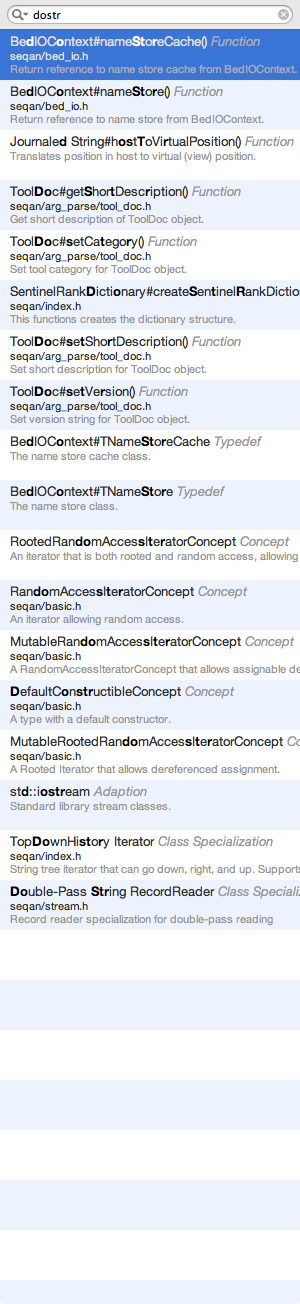 dostr
BedIOContext#nameStoreCache() Function
seqan/bed_io.h
Return reference to name store cache from BedIOContext.
BedIOContext#nameStore() Function
seqan/bed_io.h
Return reference to name store from BedIOContext.
Journaled String#hostToVirtualPosition() Function
Translates position in host to virtual (view) position.
ToolDoc#getShortDescription() Function
seqan/arg_parse/tool_doc.h
Get short description of ToolDoc object.
ToolDoc#setCategory() Function
seqan/arg_parse/tool_doc.h
Set tool category for ToolDoc object.
SentinelRankDictionary#createSentinelRankDictio
seqan/index.h
This functions creates the dictionary structure.
ToolDoc#setShortDescription() Function
seqan/arg_parse/tool_doc.h
Set short description for ToolDoc object.
ToolDoc#setVersion() Function
seqan/arg_parse/tool_doc.h
Set version string for ToolDoc object.
BedIOContext#TNameStoreCache Typedef
The name store cache class.
BedIOContext#TNameStore Typedef
The name store class.
RootedRandomAccessIteratorConcept Concept
An iterator that is both rooted and random access, allowing
RandomAccessIteratorConcept Concept
seqan/basic.h
An iterator allowing random access.
MutableRandomAccessIteratorConcept Concept
seqan/basic.h
A RandomAccessIteratorConcept that allows assignable de
DefaultConstructibleConcept Concept
seqan/basic.h
A type with a default constructor.
MutableRootedRandomAccessIteratorConcept Co
seqan/basic.h
A Rooted Iterator that allows dereferenced assignment.
std::iostream Adaption
Standard library stream classes.
TopDownHistory Iterator Class Specialization
seqan/index.h
String tree iterator that can go down, right, and up. Supports
Double-Pass String RecordReader Class Speciali
seqan/stream.h
Record reader specialization for double-pass reading